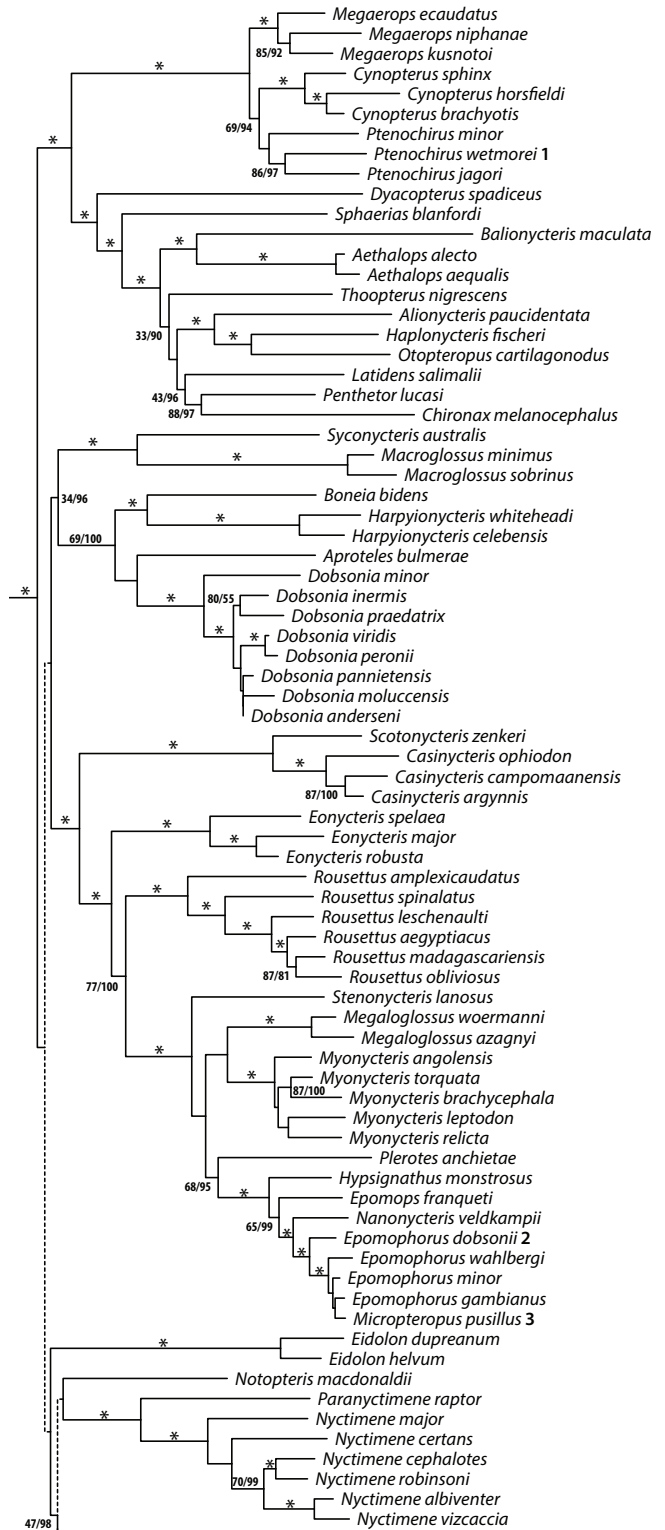 Megaerops ecaudatus
Megaerops niphanae
85/92
Megaerops kusnotoi
Cynopterus sphinx
Cynopterus horsfieldi
Cynopterus brachyotis
69/94
Ptenochirus minor
Ptenochirus wetmorei 1
86/97
Ptenochirus jagori
Dyacopterus spadiceus
Sphaerias blanfordi
Balionycteris maculata
Aethalops alecto
Aethalops aequalis
Thoopterus nigrescens
Alionycteris paucidentata
33/90
Haplonycteris fischeri
Otopteropus cartilagonodus
Latidens salimalii
43/96
Penthetor lucasi
88/97
Chironax melanocephalus
Syconycteris australis
Macroglossus minimus
Macroglossus sobrinus
34/96
Boneia bidens
Harpyionycteris whiteheadi
69/100
Harpyionycteris celebensis
Aproteles bulmerae
Dobsonia minor
80/55
Dobsonia inermis
Dobsonia praedatrix
Dobsonia viridis
Dobsonia peronii
Dobsonia pannietensis
Dobsonia moluccensis
Dobsonia anderseni
Scotonycteris zenkeri
Casinycteris ophiodon
Casinycteris campomaanensis
87/100
Casinycteris argynnis
Eonycteris spelaea
Eonycteris major
Eonycteris robusta
Rousettus amplexicaudatus
Rousettus spinalatus
Rousettus leschenaulti
Rousettus aegyptiacus
Rousettus madagascariensis
87/81
Rousettus obliviosus
77/100
Stenonycteris lanosus
Megaloglossus woermanni
Megaloglossus azagnyi
Myonycteris angolensis
Myonycteris torquata
87/100
Myonycteris brachycephala
Myonycteris leptodon
Myonycteris relicta
Plerotes anchietae
68/95
Hypsignathus monstrosus
Epomops franqueti
65/99
Nanonycteris veldkampii
Epomophorus dobsonii 2
Epomophorus wahlbergi
Epomophorus minor
Epomophorus gambianus
Micropteropus pusillus 3
Eidolon dupreanum
Eidolon helvum
Notopteris macdonaldii
Paranyctimene raptor
Nyctimene major
Nyctimene certans
Nyctimene cephalotes
70/99
Nyctimene robinsoni
Nyctimene albiventer
Nyctimene vizcaccia
47/98